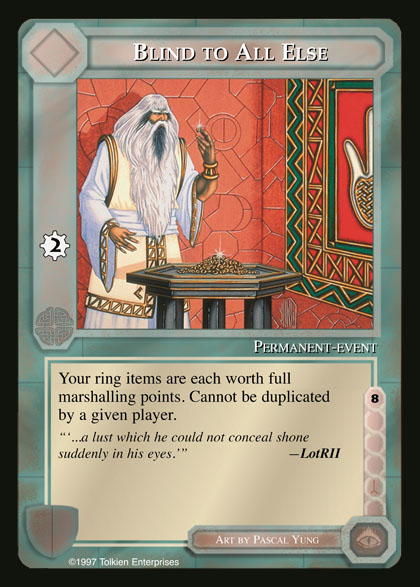 BLIND TO ALL ELSE
2
PERMANENT-EVENT
Your ring items are each worth full
marshalling points. Cannot be duplicated
by a given player.
8
“‘...a lust which he could not conceal shone
suddenly in his eyes.’” —LotRII
ART BY PASCAL YUNG
©1997 Tolkien Enterprises